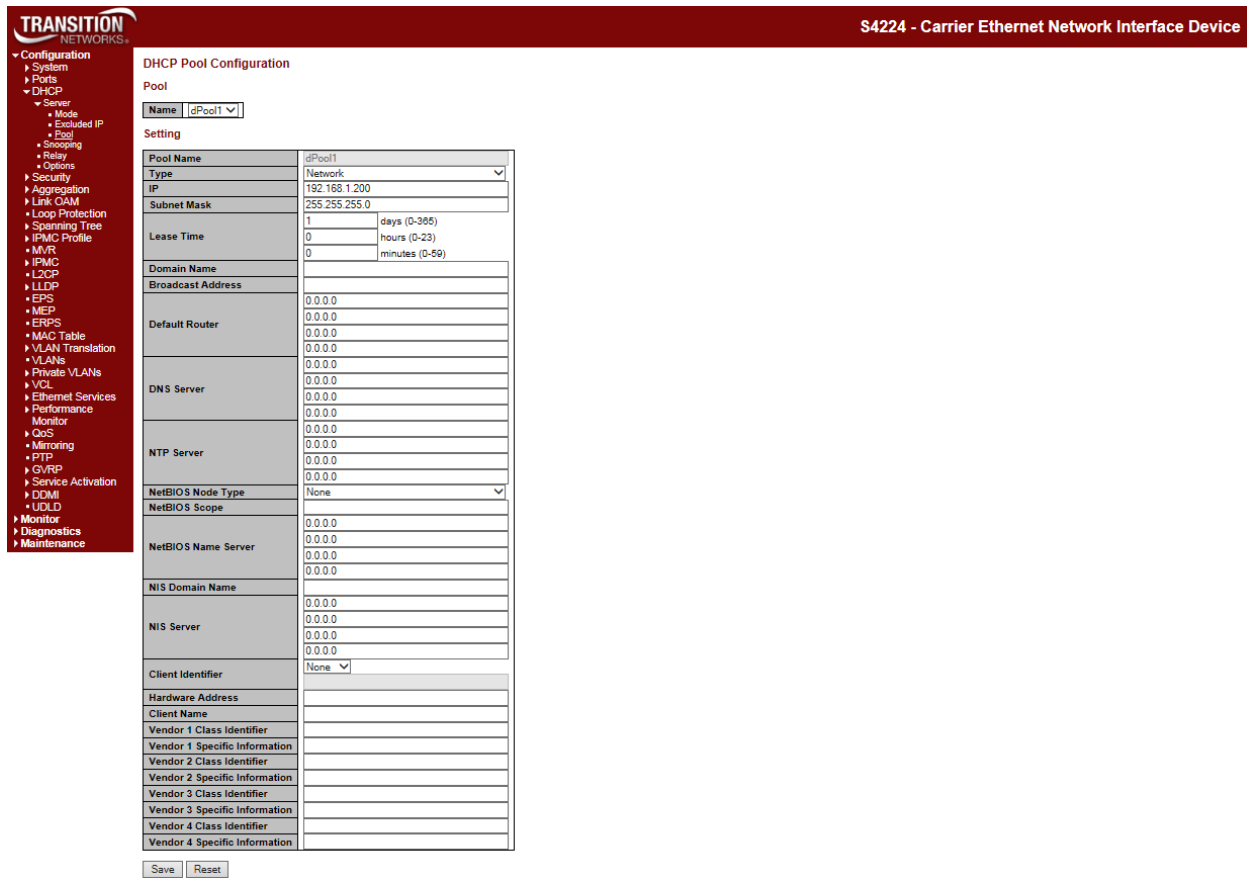 TRANSITION
NETWORKS®
S4224 - Carrier Ethernet Network Interface Device
Configuration
System
Ports
DHCP
Server
Mode
Excluded IP
Pool
Snooping
Relay
Options
Security
Aggregation
Link OAM
Loop Protection
Spanning Tree
IPMC Profile
MVR
IPMC
L2CP
LLDP
EPS
MEP
ERPS
MAC Table
VLAN Translation
VLANs
Private VLANs
VCL
Ethernet Services
Performance
Monitor
QoS
Mirroring
PTP
GVRP
Service Activation
DDMI
UDLD
Monitor
Diagnostics
Maintenance
DHCP Pool Configuration
Pool
Name dPool1
Setting
Pool Name dPool1
Type Network
IP 192.168.1.200
Subnet Mask 255.255.255.0
Lease Time
1 days (0-365)
0 hours (0-23)
0 minutes (0-59)
Domain Name
Broadcast Address
Default Router
0.0.0.0
0.0.0.0
0.0.0.0
0.0.0.0
DNS Server
0.0.0.0
0.0.0.0
0.0.0.0
0.0.0.0
NTP Server
0.0.0.0
0.0.0.0
0.0.0.0
0.0.0.0
NetBIOS Node Type None
NetBIOS Scope
NetBIOS Name Server
0.0.0.0
0.0.0.0
0.0.0.0
0.0.0.0
NIS Domain Name
NIS Server
0.0.0.0
0.0.0.0
0.0.0.0
0.0.0.0
Client Identifier
None
Hardware Address
Client Name
Vendor 1 Class Identifier
Vendor 1 Specific Information
Vendor 2 Class Identifier
Vendor 2 Specific Information
Vendor 3 Class Identifier
Vendor 3 Specific Information
Vendor 4 Class Identifier
Vendor 4 Specific Information
Save Reset